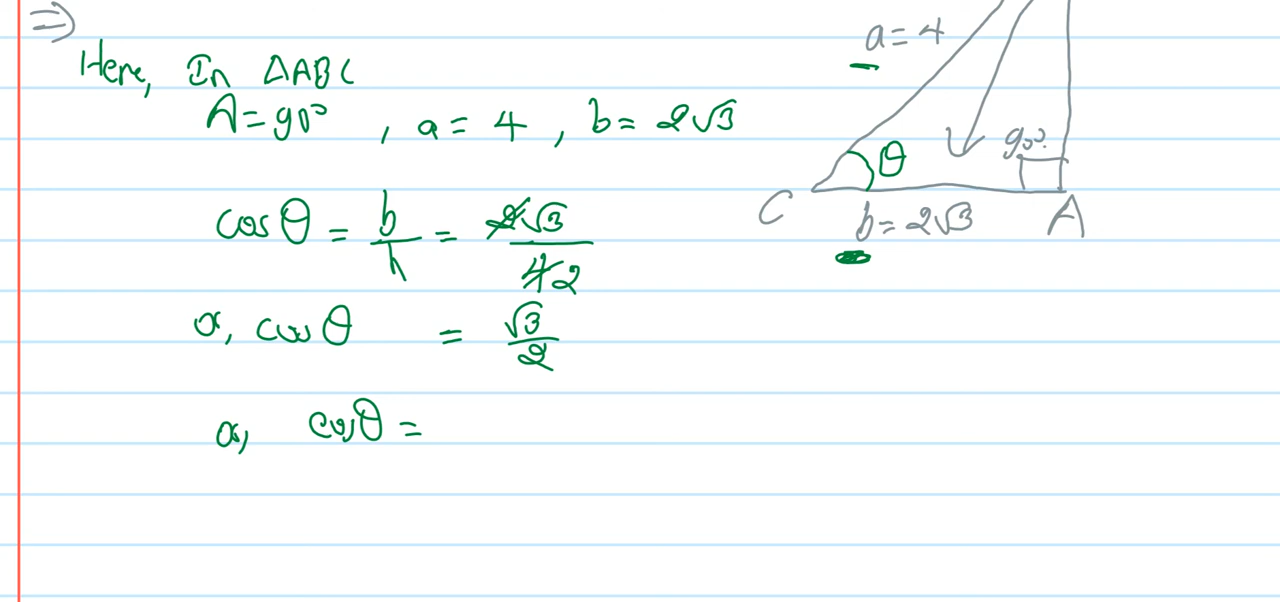 ⇒
Here, In ΔABC
A = 90° , a = 4 , b = 2√3
cosθ = b/h = 2√3/4 2
or, cosθ = √3/2
or, cosθ =
a = 4
θ
90°
C
A
b = 2√3